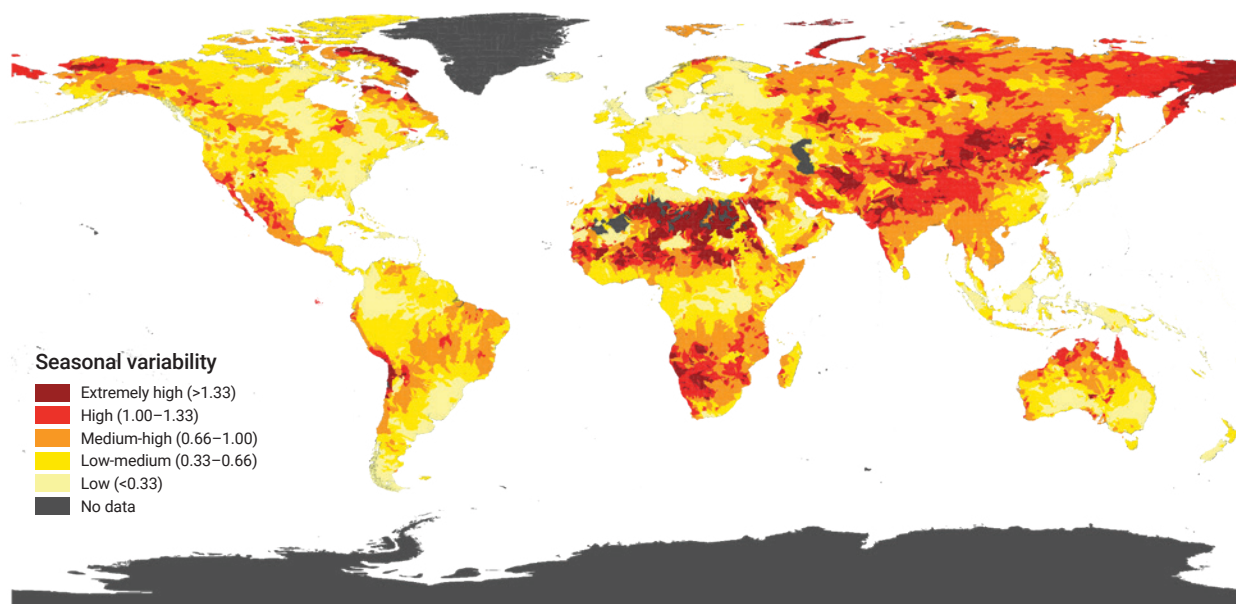 Seasonal variability
Extremely high (>1.33)
High (1.00–1.33)
Medium-high (0.66–1.00)
Low-medium (0.33–0.66)
Low (<0.33)
No data